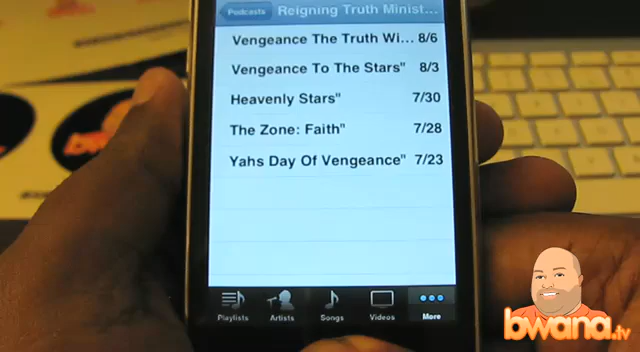 Podcasts Reigning Truth Minist...
Vengeance The Truth Wi... 8/6
Vengeance To The Stars" 8/3
Heavenly Stars" 7/30
The Zone: Faith" 7/28
Yahs Day Of Vengeance" 7/23
Playlists Artists Songs Videos More
bwana.tv